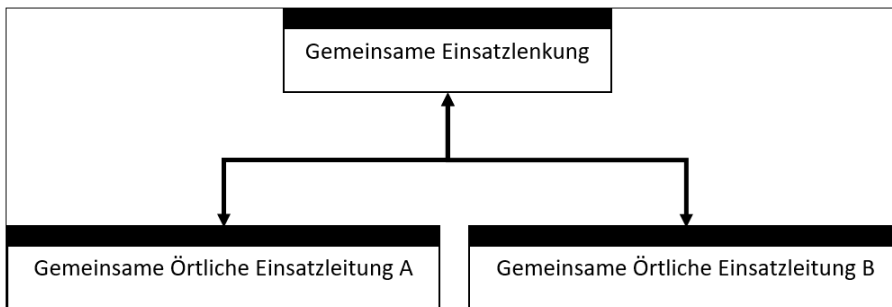 Gemeinsame Einsatzlenkung
Gemeinsame Örtliche Einsatzleitung A
Gemeinsame Örtliche Einsatzleitung B